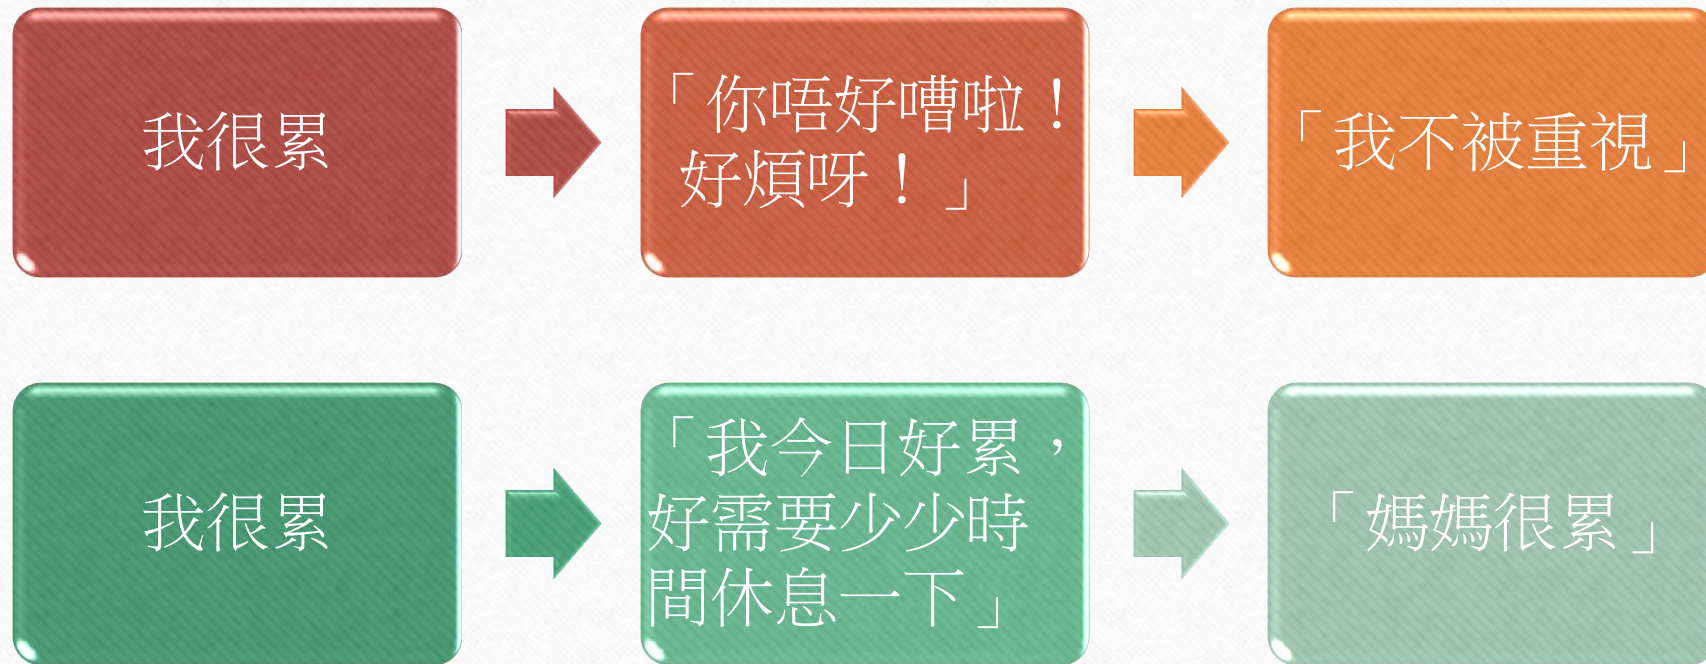 我很累
「你唔好嘈啦！
好煩呀！」
「我不被重視」
我很累
「我今日好累，
好需要少少時
間休息一下」
「媽媽很累」